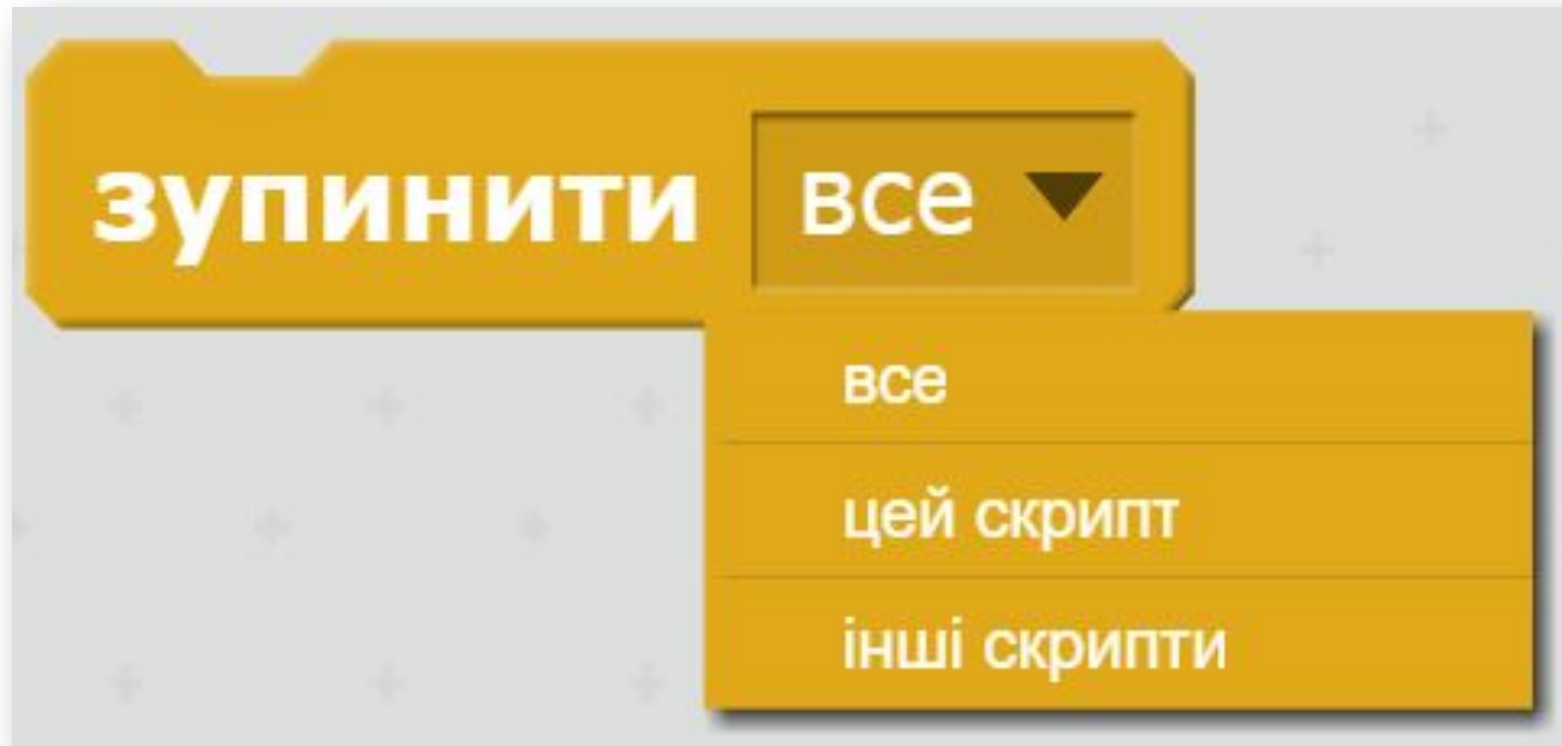 зупинити все
все
цей скрипт
інші скрипти